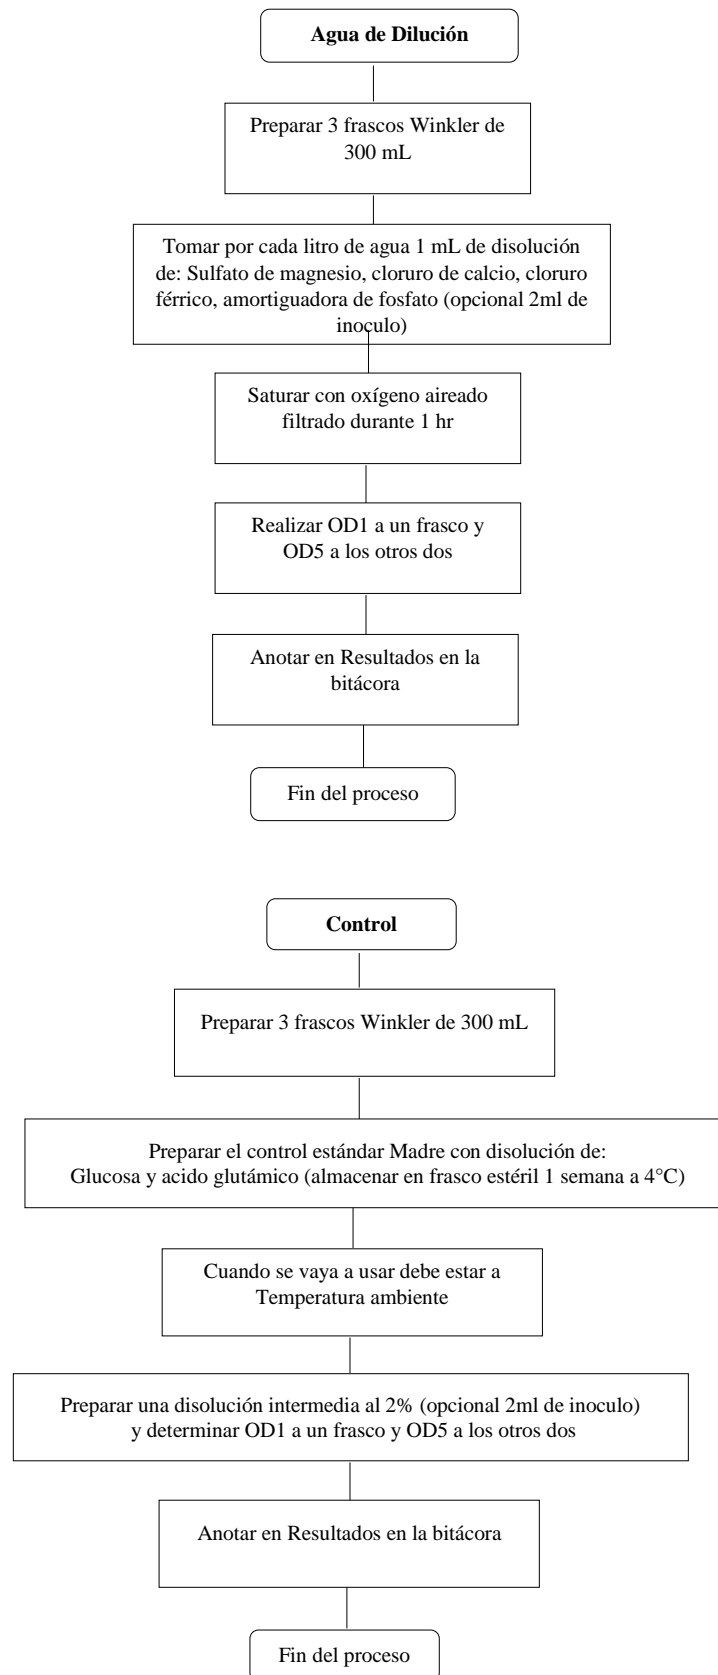 Agua de Dilución
Preparar 3 frascos Winkler de
300 mL
Tomar por cada litro de agua 1 mL de disolución
de: Sulfato de magnesio, cloruro de calcio, cloruro
férrico, amortiguadora de fosfato (opcional 2ml de
inoculo)
Saturar con oxígeno aireado
filtrado durante 1 hr
Realizar OD1 a un frasco y
OD5 a los otros dos
Anotar en Resultados en la
bitácora
Fin del proceso
Control
Preparar 3 frascos Winkler de 300 mL
Preparar el control estándar Madre con disolución de:
Glucosa y acido glutámico (almacenar en frasco estéril 1 semana a 4°C)
Cuando se vaya a usar debe estar a
Temperatura ambiente
Preparar una disolución intermedia al 2% (opcional 2ml de inoculo)
y determinar OD1 a un frasco y OD5 a los otros dos
Anotar en Resultados en la bitácora
Fin del proceso